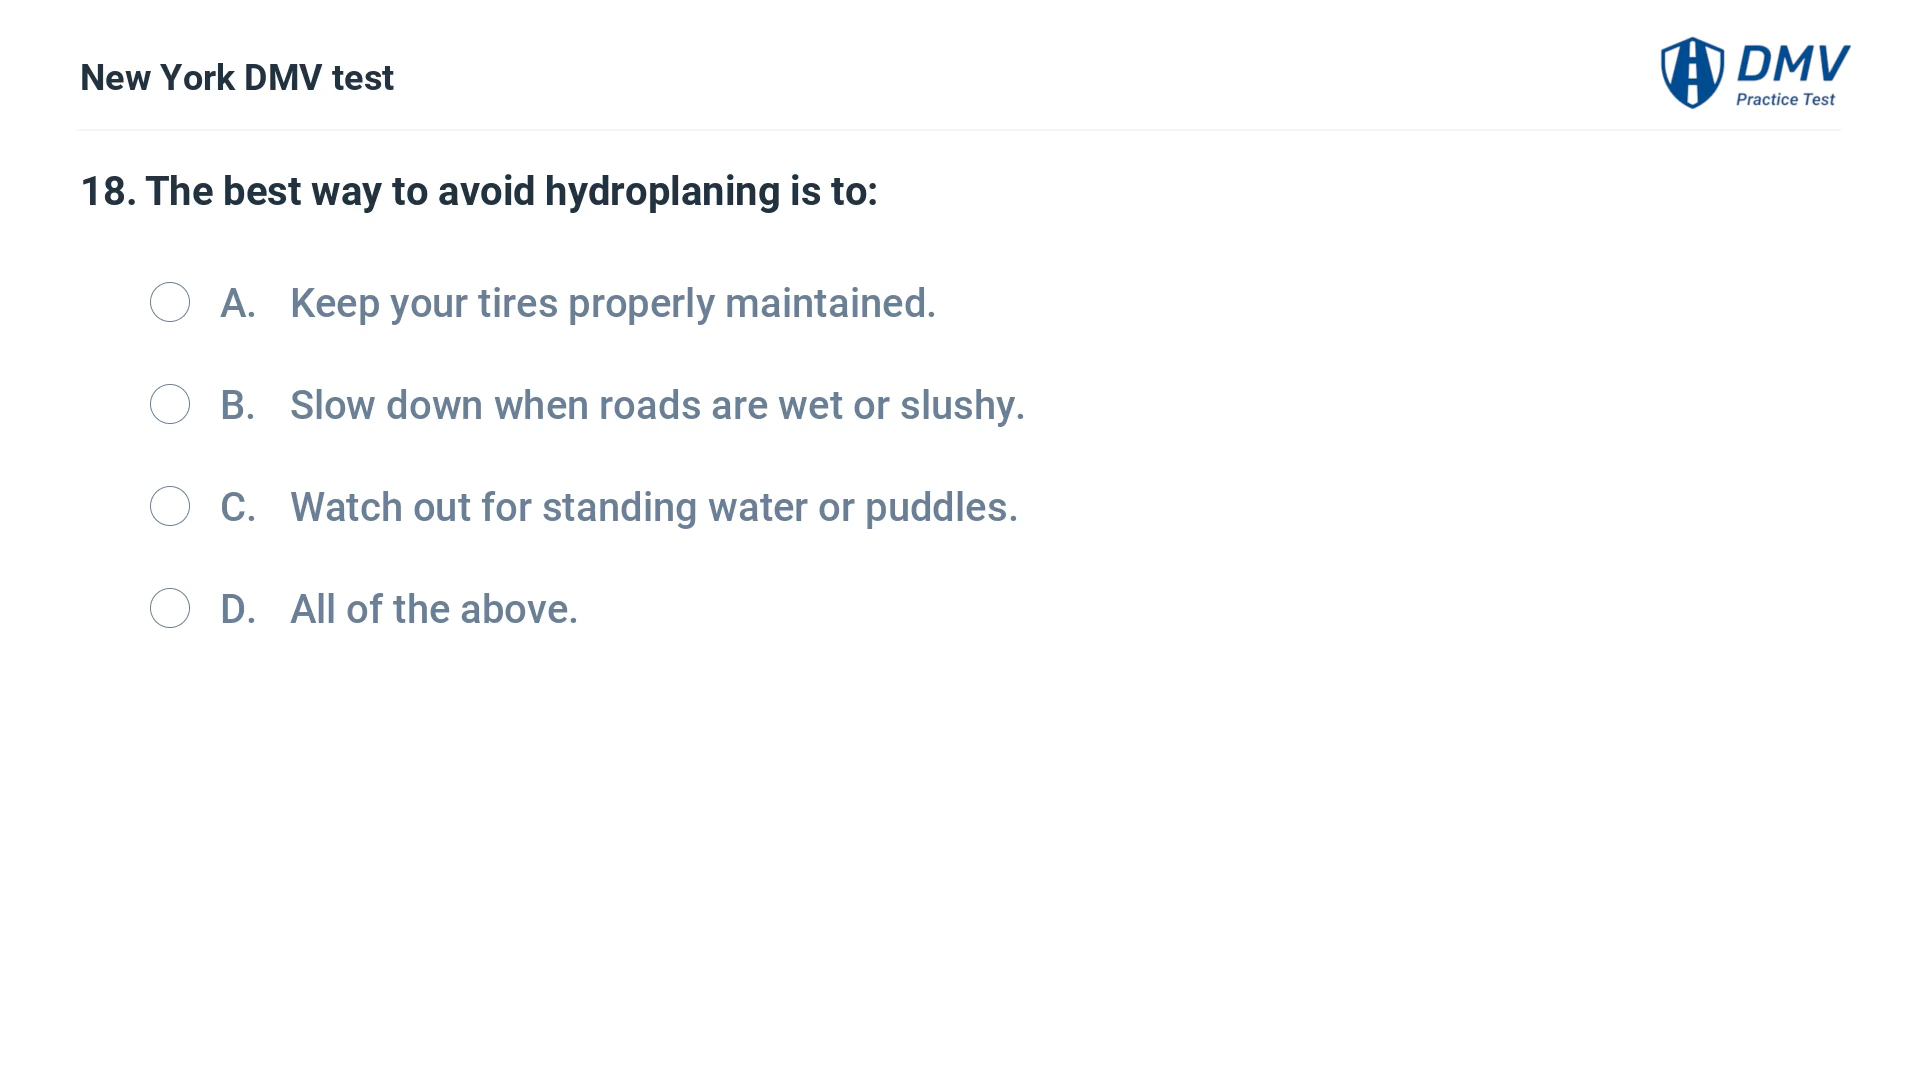 New York DMV test
DMV
Practice Test
18. The best way to avoid hydroplaning is to:
A. Keep your tires properly maintained.
B. Slow down when roads are wet or slushy.
C. Watch out for standing water or puddles.
D. All of the above.